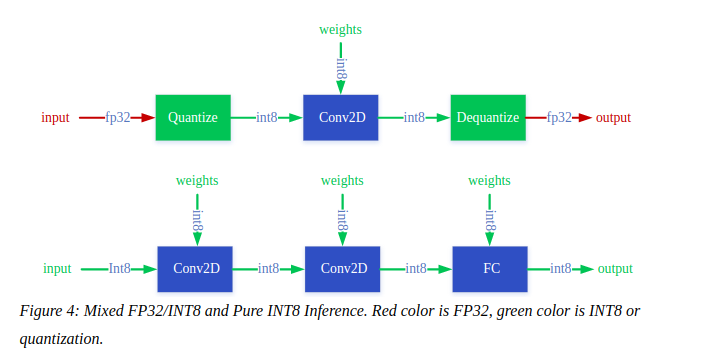 weights
int8
input fp32 Quantize int8 Conv2D int8 Dequantize fp32 output
weights weights weights
int8 int8 int8
input Int8 Conv2D int8 Conv2D int8 FC int8 output
Figure 4: Mixed FP32/INT8 and Pure INT8 Inference. Red color is FP32, green color is INT8 or
quantization.